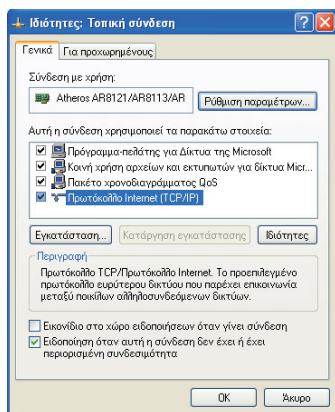 Ιδιότητες: Τοπική σύνδεση
Γενικά Για προχωρημένους
Σύνδεση με χρήση:
Atheros AR8121/AR8113/AR
Ρύθμιση παραμέτρων...
Αυτή η σύνδεση χρησιμοποιεί τα παρακάτω στοιχεία:
Πρόγραμμα-πελάτης για Δίκτυα της Microsoft
Κοινή χρήση αρχείων και εκτυπωτών για δίκτυα Micr...
Πακέτο χρονοδιαγράμματος QoS
Πρωτόκολλο Internet (TCP/IP)
Εγκατάσταση... Κατάργηση εγκατάστασης Ιδιότητες
Περιγραφή
Πρωτόκολλο TCP/Πρωτόκολλο Internet. Το προεπιλεγμένο
πρωτόκολλο ευρύτερου δικτύου που παρέχει επικοινωνία
μεταξύ ποικίλων αλληλοσυνδεόμενων δικτύων.
Εικονίδιο στο χώρο ειδοποιήσεων όταν γίνει σύνδεση
Ειδοποίηση όταν αυτή η σύνδεση δεν έχει ή έχει
περιορισμένη συνδεσιμότητα
OK Άκυρο